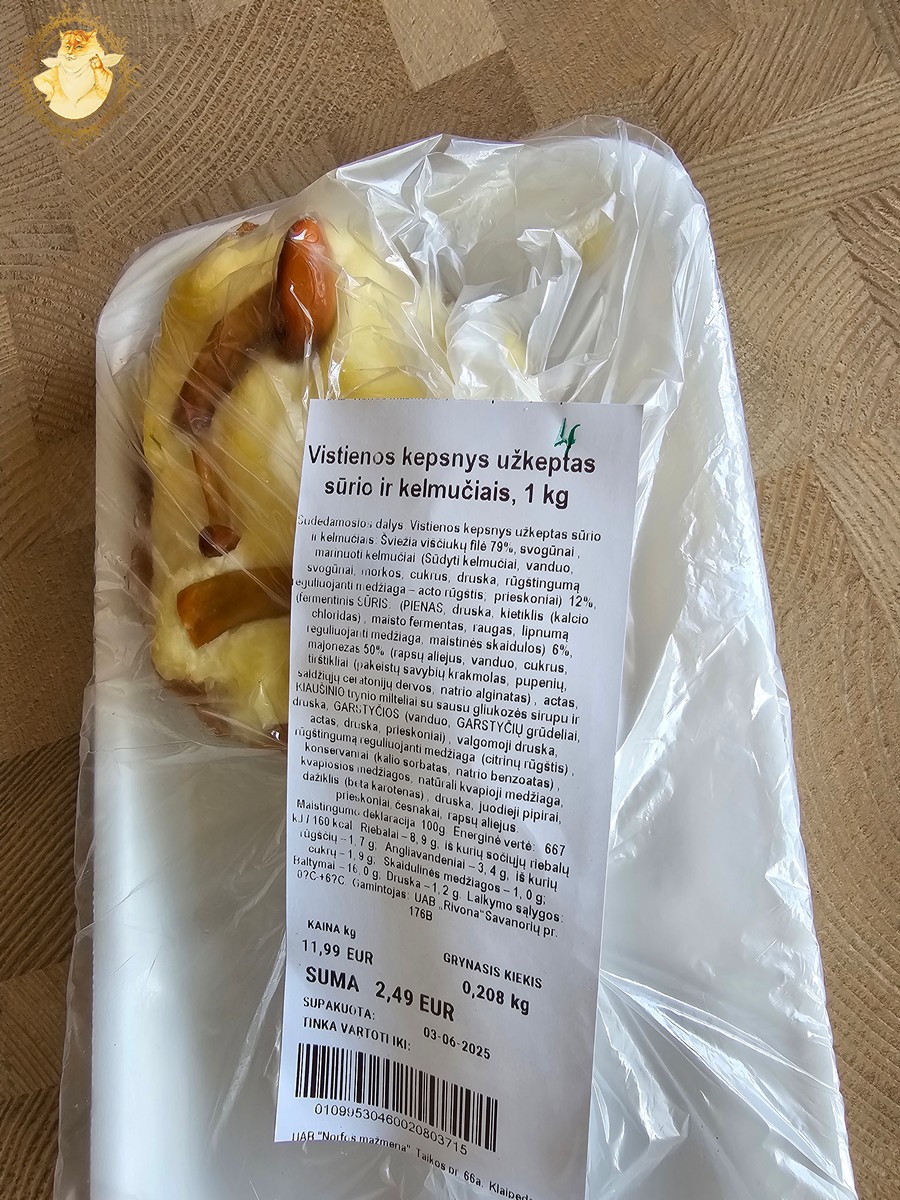 4
Vistienos kepsnys užkeptas
sūrio ir kelmučiais, 1 kg
Sudedamosios dalys: Vistienos kepsnys užkeptas sūrio
ir kelmučiais: Šviežia viščiukų filė 79%, svogūnai,
marinuoti kelmučiai (Sūdyti kelmučiai, vanduo,
svogūnai, morkos, cukrus, druska, rūgštingumą
reguliuojanti medžiaga – acto rūgštis; prieskoniai) 12%,
(fermentinis SŪRIS: (PIENAS, druska, kietiklis (kalcio
chloridas), maisto fermentas, raugas, lipnumą
reguliuojanti medžiaga, maistinės skaidulos) 6%,
majonezas 50% (rapsų aliejus, vanduo, cukrus,
tirštikliai (pakeistų savybių krakmolas, pupenių,
saldžiųjų ceratonijų dervos, natrio alginatas), actas,
KIAUŠINIO trynio milteliai su sausu gliukozės sirupu ir
druska, GARSTYČIOS (vanduo, GARSTYČIŲ grūdeliai,
actas, druska, prieskoniai), valgomoji druska,
rūgštingumą reguliuojanti medžiaga (citrinų rūgštis),
konservantai (kalio sorbatas, natrio benzoatas),
kvapiosios medžiagos, natūrali kvapioji medžiaga,
dažiklis (beta karotenas), druska, juodieji pipirai,
prieskoniai, česnakai, rapsų aliejus.
Maistingumo deklaracija 100g. Energinė vertė: 667
kJ / 160 kcal. Riebalai – 8,9 g, iš kurių sočiųjų riebalų
rūgščių – 1,7 g; Angliavandeniai – 3,4 g, iš kurių
cukrų – 1,9 g; Skaidulinės medžiagos – 1,0 g;
Baltymai – 16,0 g; Druska – 1,2 g. Laikymo sąlygos:
0?C-+6?C. Gamintojas: UAB „Rivona" Savanorių pr.
176B
KAINA kg
11,99 EUR
GRYNASIS KIEKIS
0,208 kg
SUMA 2,49 EUR
SUPAKUOTA:
03-06-2025
TINKA VARTOTI IKI:
01099530460020803715
UAB "Norfos mažmena" Taikos pr. 66a, Klaipėda